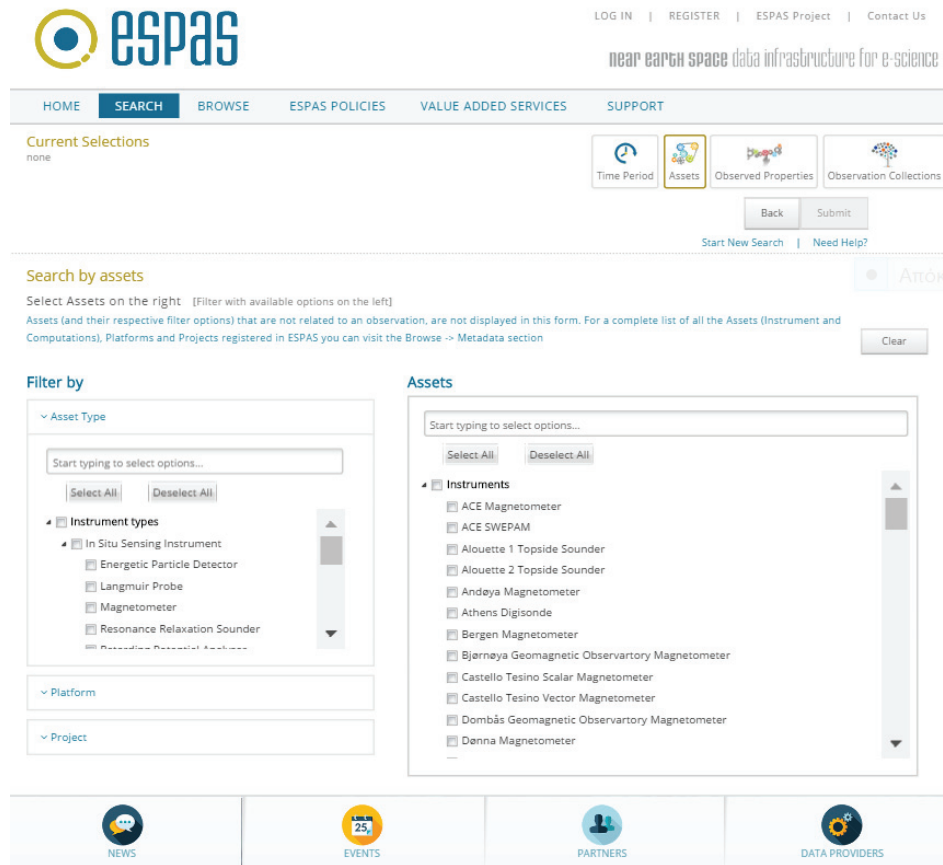 espas
LOG IN | REGISTER | ESPAS Project | Contact Us
near earth space data infrastructure for e-science
HOME SEARCH BROWSE ESPAS POLICIES VALUE ADDED SERVICES SUPPORT
Current Selections
none
Time Period Assets Observed Properties Observation Collections
Back Submit
Start New Search | Need Help?
Search by assets
Select Assets on the right [Filter with available options on the left]
Assets (and their respective filter options) that are not related to an observation, are not displayed in this form. For a complete list of all the Assets (Instrument and
Computations), Platforms and Projects registered in ESPAS you can visit the Browse -> Metadata section
Clear
Filter by
Asset Type
Start typing to select options...
Select All Deselect All
Instrument types
In Situ Sensing Instrument
Energetic Particle Detector
Langmuir Probe
Magnetometer
Resonance Relaxation Sounder
Platform
Project
Assets
Start typing to select options...
Select All Deselect All
Instruments
ACE Magnetometer
ACE SWEPAM
Alouette 1 Topside Sounder
Alouette 2 Topside Sounder
Andøya Magnetometer
Athens Digisonde
Bergen Magnetometer
Bjørnøya Geomagnetic Observartory Magnetometer
Castello Tesino Scalar Magnetometer
Castello Tesino Vector Magnetometer
Dombås Geomagnetic Observartory Magnetometer
Dønna Magnetometer
25
NEWS EVENTS PARTNERS DATA PROVIDERS